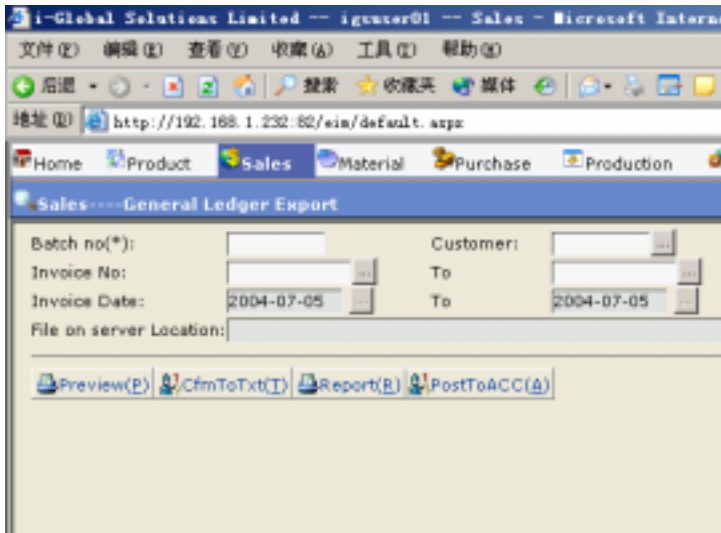 i-Global Solutions Limited -- igsuser01 -- Sales - Microsoft Intern
文件(F) 编辑(E) 查看(V) 收藏(A) 工具(T) 帮助(H)
后退 搜索 收藏夹 媒体
地址(D) http://192.168.1.232:82/eim/default.aspx
Home Product Sales Material Purchase Production
Sales----General Ledger Export
Batch no(*): Customer:
Invoice No: ... To ...
Invoice Date: 2004-07-05 ... To 2004-07-05 ...
File on server Location:
Preview(P) CfmToTxt(T) Report(R) PostToACC(A)